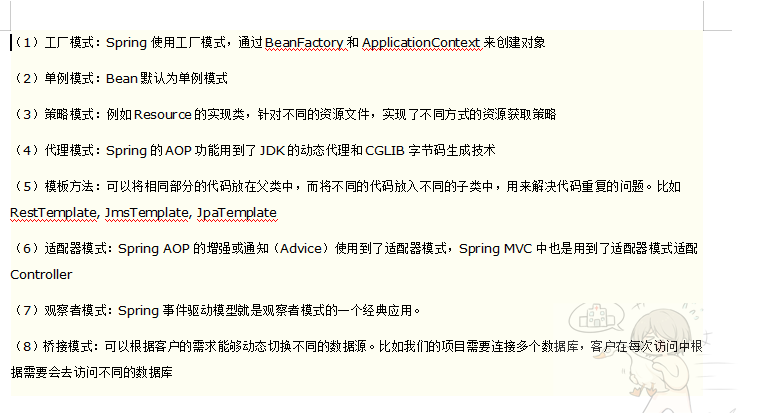 （1）工厂模式：Spring 使用工厂模式，通过 BeanFactory 和 ApplicationContext 来创建对象
（2）单例模式：Bean 默认为单例模式
（3）策略模式：例如 Resource 的实现类，针对不同的资源文件，实现了不同方式的资源获取策略
（4）代理模式：Spring 的 AOP 功能用到了 JDK 的动态代理和 CGLIB 字节码生成技术
（5）模板方法：可以将相同部分的代码放在父类中，而将不同的代码放入不同的子类中，用来解决代码重复的问题。比如
RestTemplate, JmsTemplate, JpaTemplate
（6）适配器模式：Spring AOP 的增强或通知（Advice）使用到了适配器模式，Spring MVC 中也是用到了适配器模式适配
Controller
（7）观察者模式：Spring 事件驱动模型就是观察者模式的一个经典应用。
（8）桥接模式：可以根据客户的需求能够动态切换不同的数据源。比如我们的项目需要连接多个数据库，客户在每次访问中根
据需要会去访问不同的数据库